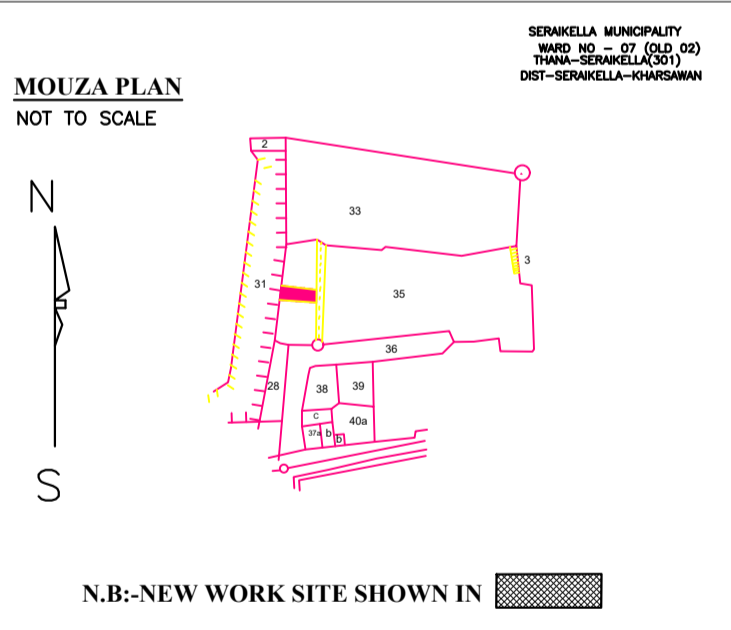 SERAIKELLA MUNICIPALITY
WARD NO - 07 (OLD 02)
THANA-SERAIKELLA(301)
DIST-SERAIKELLA-KHARSAWAN
MOUZA PLAN
NOT TO SCALE
N
S
2
33
3
31
35
36
28
38
39
C
40a
37a
b
b
N.B:-NEW WORK SITE SHOWN IN